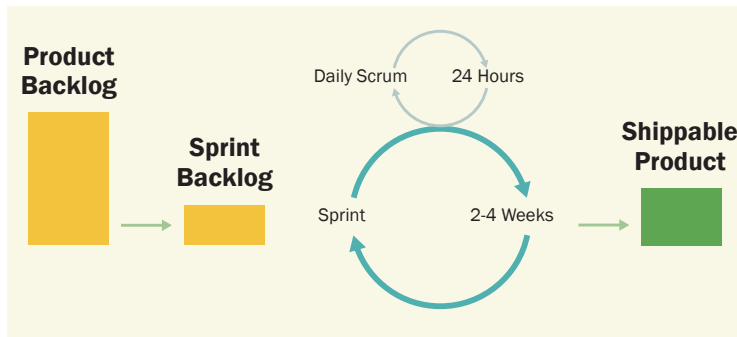 Product
Backlog
Sprint
Backlog
Daily Scrum
24 Hours
Sprint
2-4 Weeks
Shippable
Product